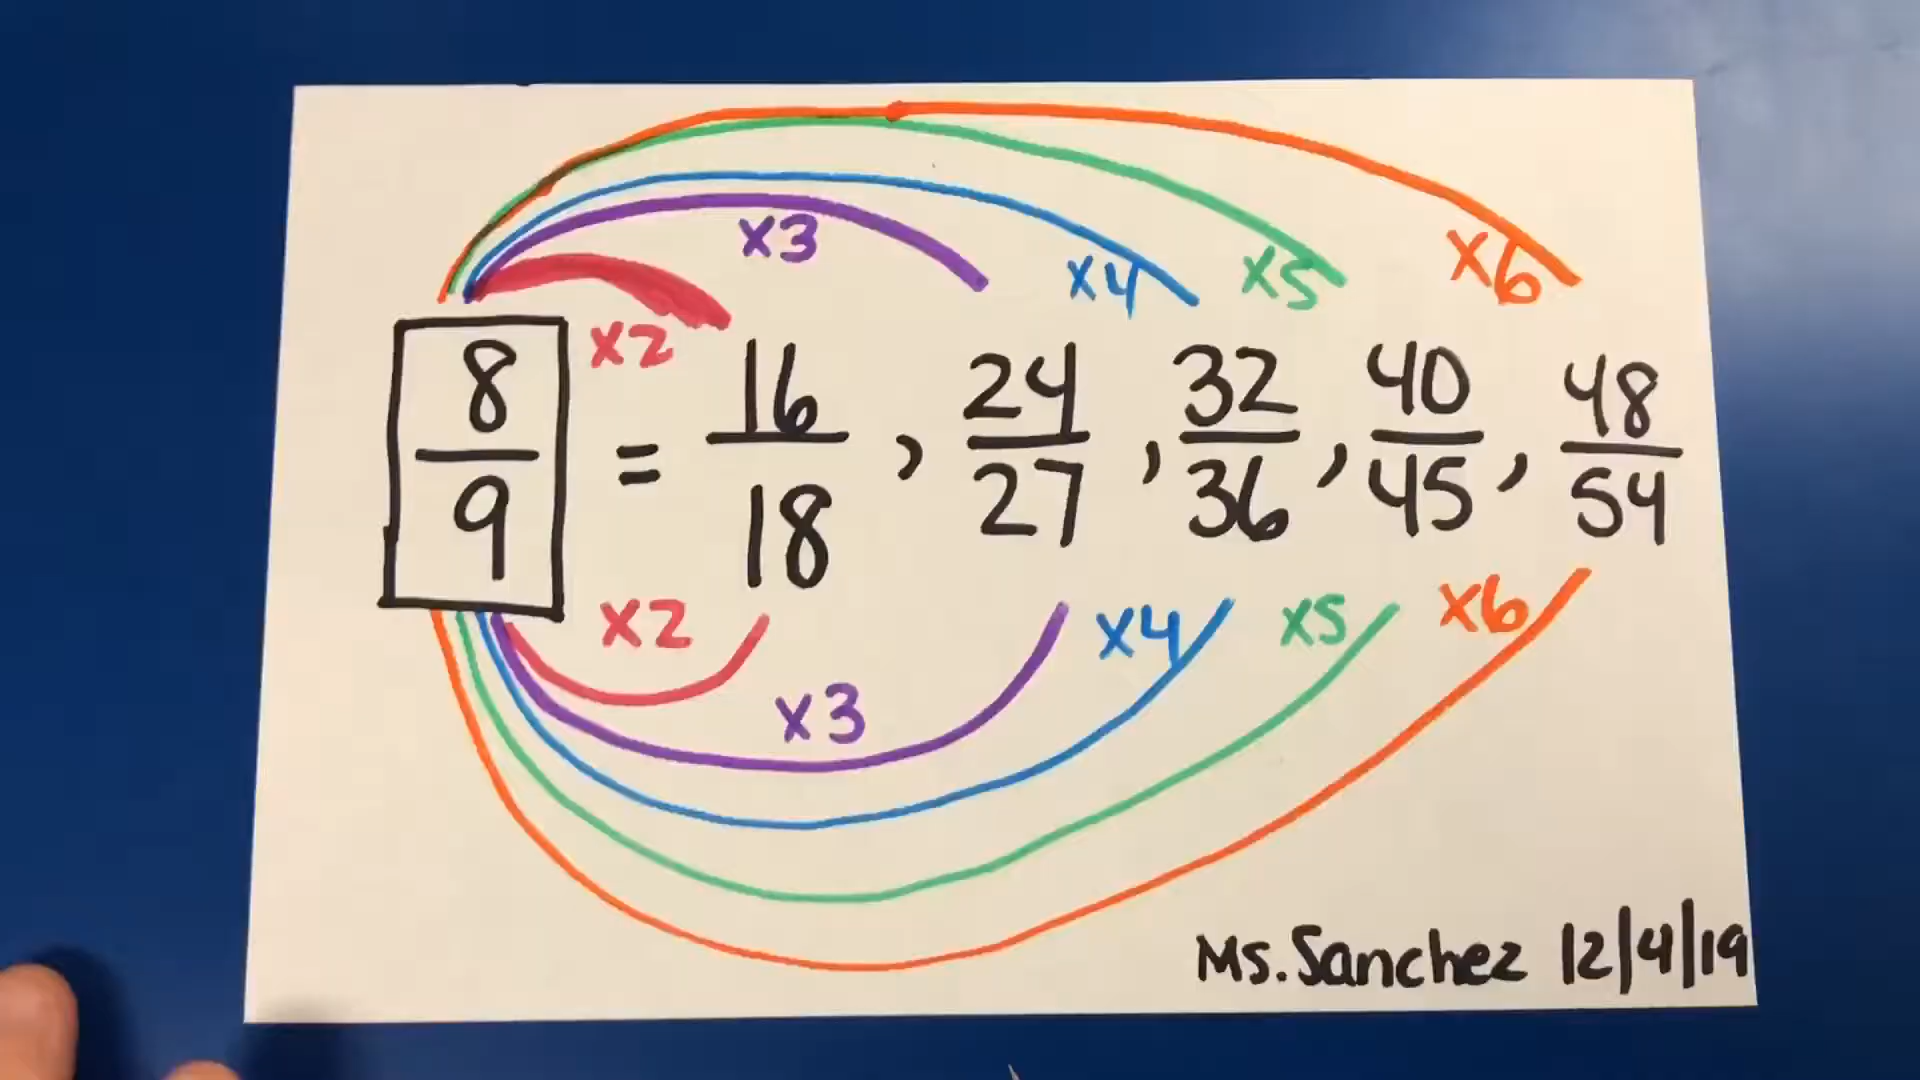 x3
x4 x5 x6
x2
8/9 = 16/18, 24/27, 32/36, 40/45, 48/54
x2 x4 x5 x6
x3
Ms. Sanchez 12/4/19